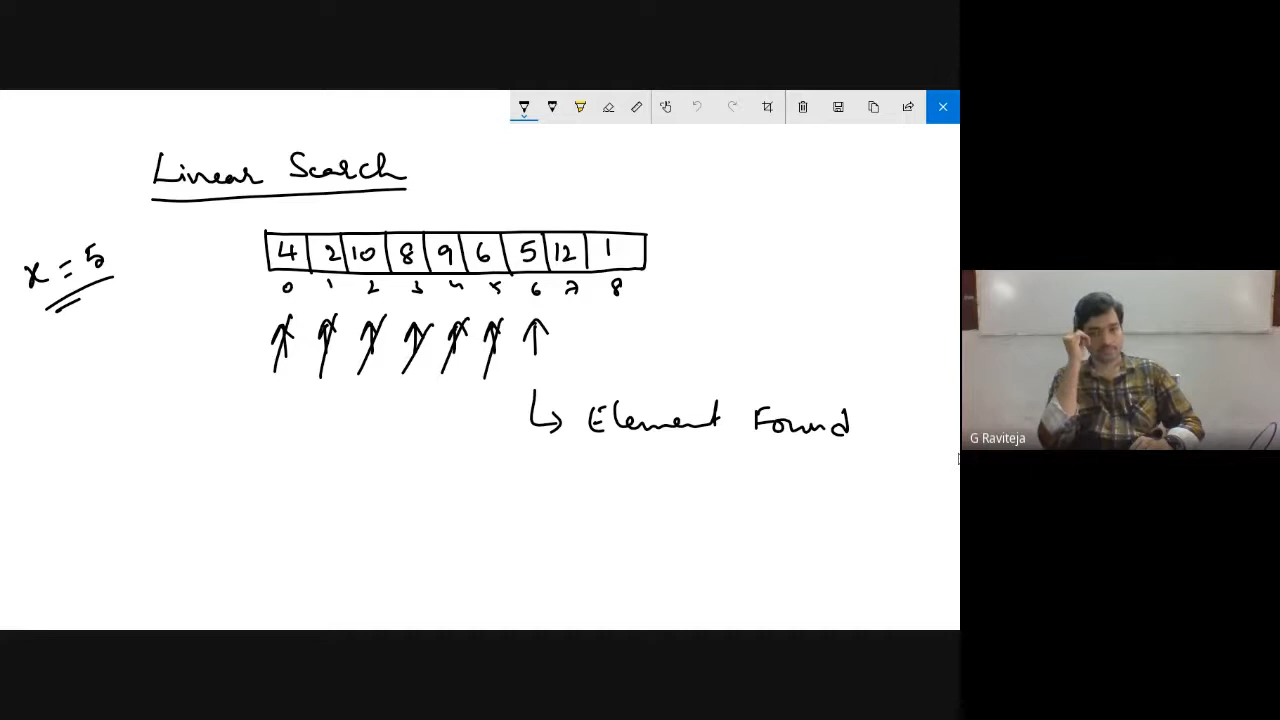 Linear Search
x = 5
4 2 10 8 9 6 5 12 1
0 1 2 3 4 5 6 7 8
Element Found
G Raviteja